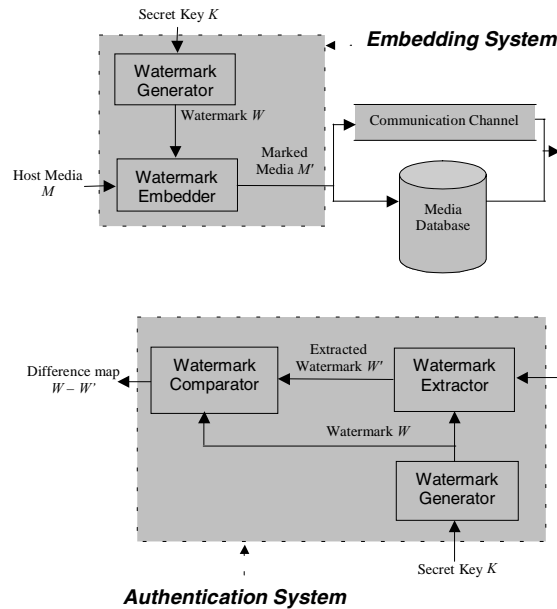 Secret Key K
Embedding System
Watermark
Generator
Watermark W
Communication Channel
Marked
Media M'
Host Media
M
Watermark
Embedder
Media
Database
Difference map
W – W'
Watermark
Comparator
Extracted
Watermark W'
Watermark
Extractor
Watermark W
Watermark
Generator
Secret Key K
Authentication System